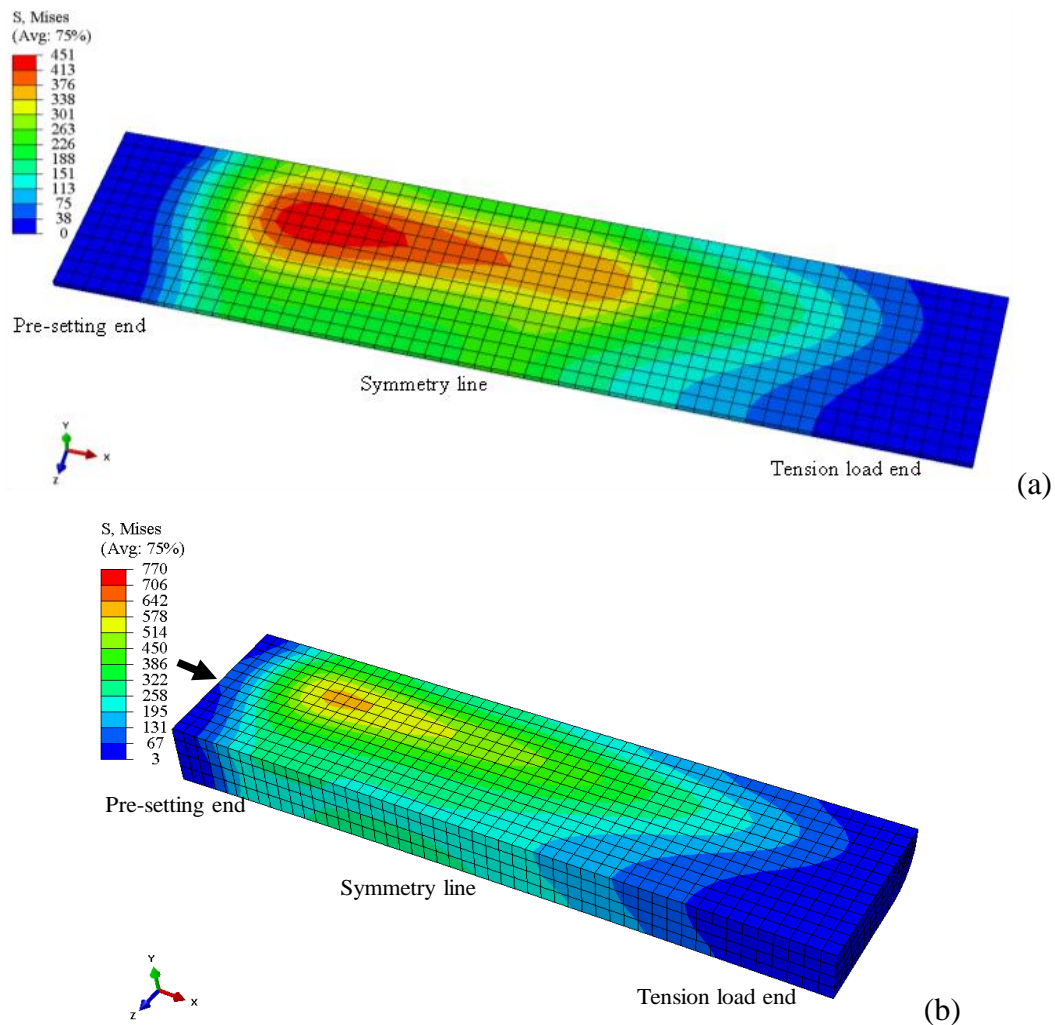 S, Mises
(Avg: 75%)
451
413
376
338
301
263
226
188
151
113
75
38
0
Pre-setting end
Symmetry line
Tension load end
Y
X
Z
(a)
S, Mises
(Avg: 75%)
770
706
642
578
514
450
386
322
258
195
131
67
3
Pre-setting end
Symmetry line
Tension load end
Y
X
Z
(b)